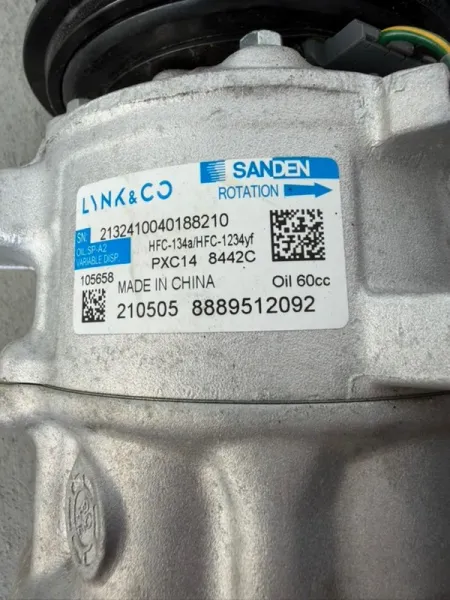 LYNK&CO
SANDEN
ROTATION
SN: 2132410040188210
OIL:SP-A2
VARIABLE DISP.
HFC-134a/HFC-1234yf
PXC14 8442C
105658
MADE IN CHINA
Oil 60cc
210505 8889512092